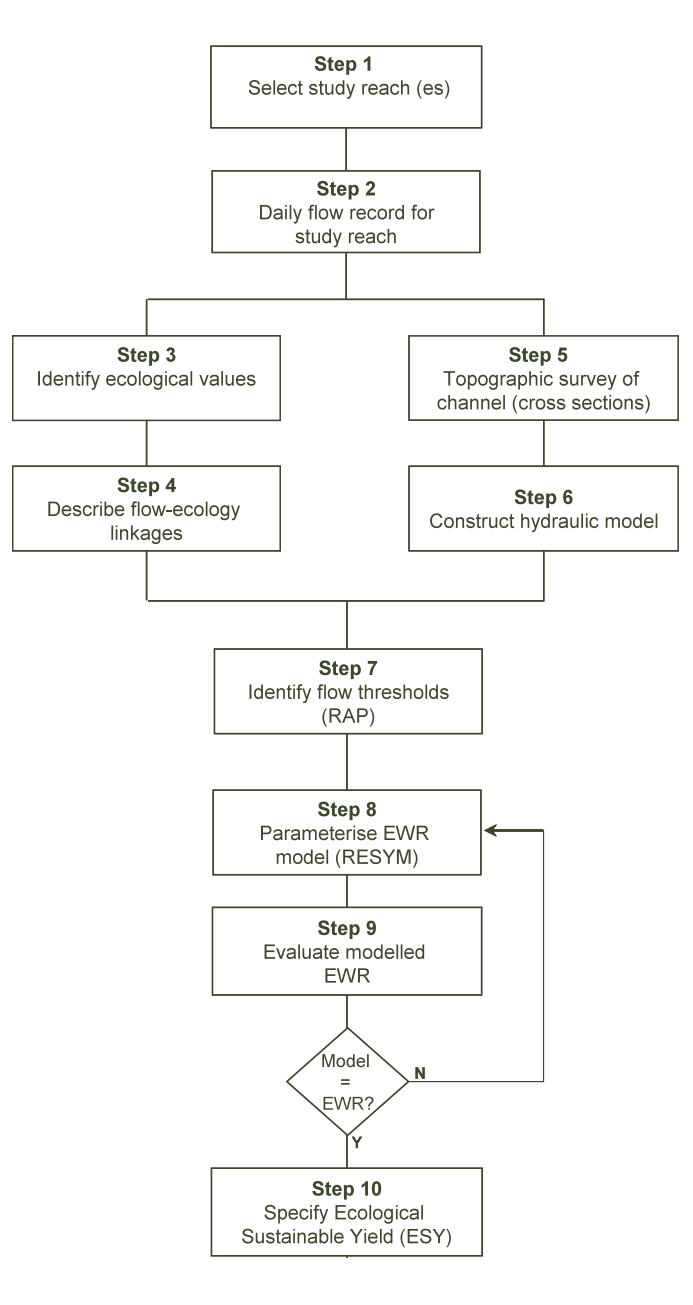 Step 1
Select study reach (es)
Step 2
Daily flow record for
study reach
Step 3
Identify ecological values
Step 4
Describe flow-ecology
linkages
Step 5
Topographic survey of
channel (cross sections)
Step 6
Construct hydraulic model
Step 7
Identify flow thresholds
(RAP)
Step 8
Parameterise EWR
model (RESYM)
Step 9
Evaluate modelled
EWR
Model
=
EWR?
N
Y
Step 10
Specify Ecological
Sustainable Yield (ESY)